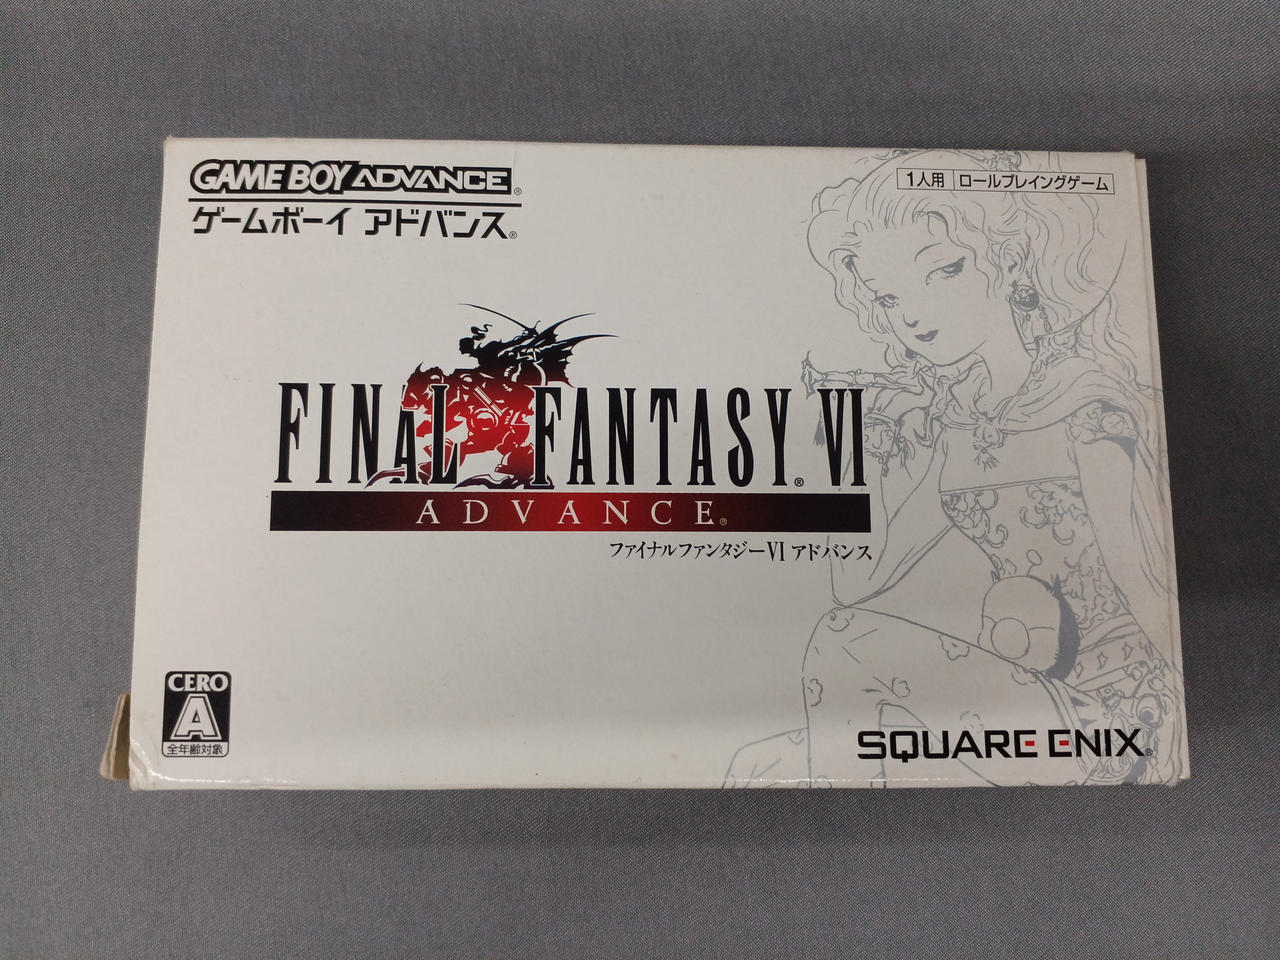 GAME BOY ADVANCE®
ゲームボーイ アドバンス®
1人用 ロールプレイングゲーム
FINAL FANTASY® VI
ADVANCE®
ファイナルファンタジーVI アドバンス
CERO
A
全年齢対象
SQUARE ENIX®